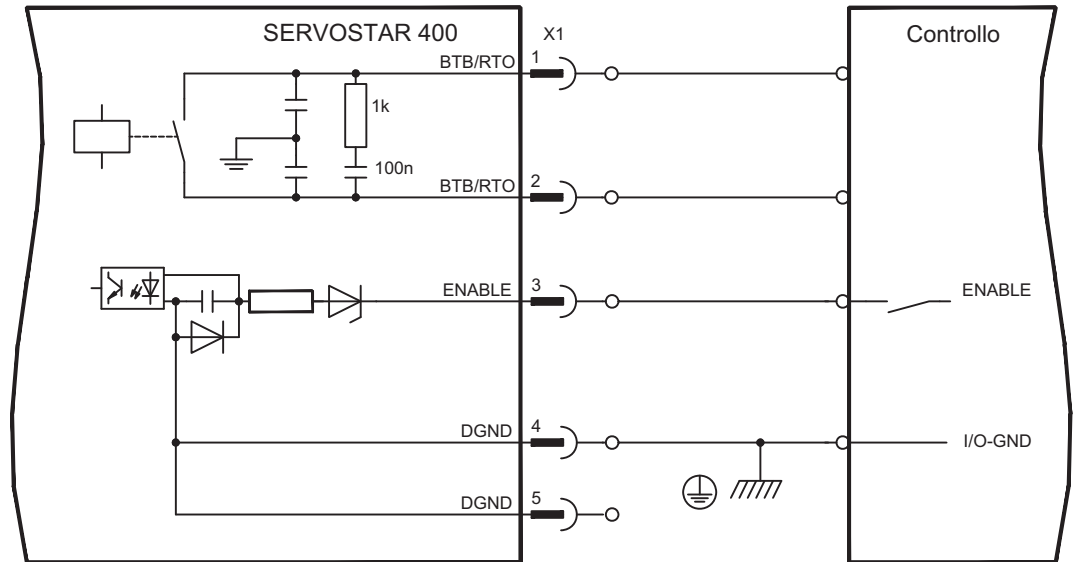 SERVOSTAR 400
X1
Controllo
BTB/RTO
1
1k
100n
BTB/RTO
2
ENABLE
3
ENABLE
DGND
4
I/O-GND
DGND
5